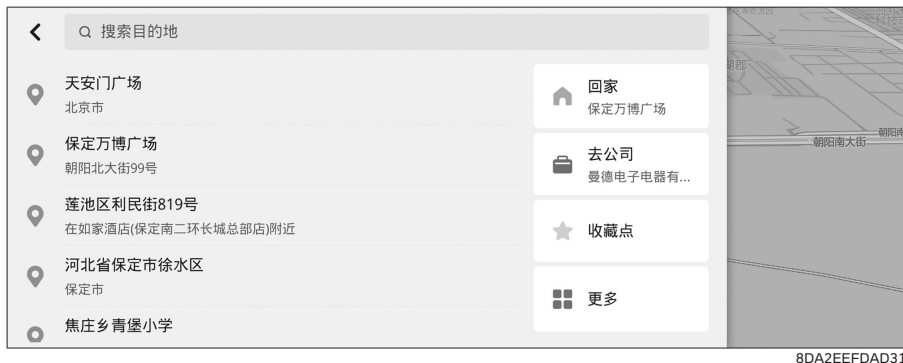 搜索目的地
天安门广场
北京市
保定万博广场
朝阳北大街99号
莲池区利民街819号
在如家酒店(保定南二环长城总部店)附近
河北省保定市徐水区
保定市
焦庄乡青堡小学
回家
保定万博广场
去公司
曼德电子电器有...
收藏点
更多
朝阳南大街
8DA2EEFDAD31